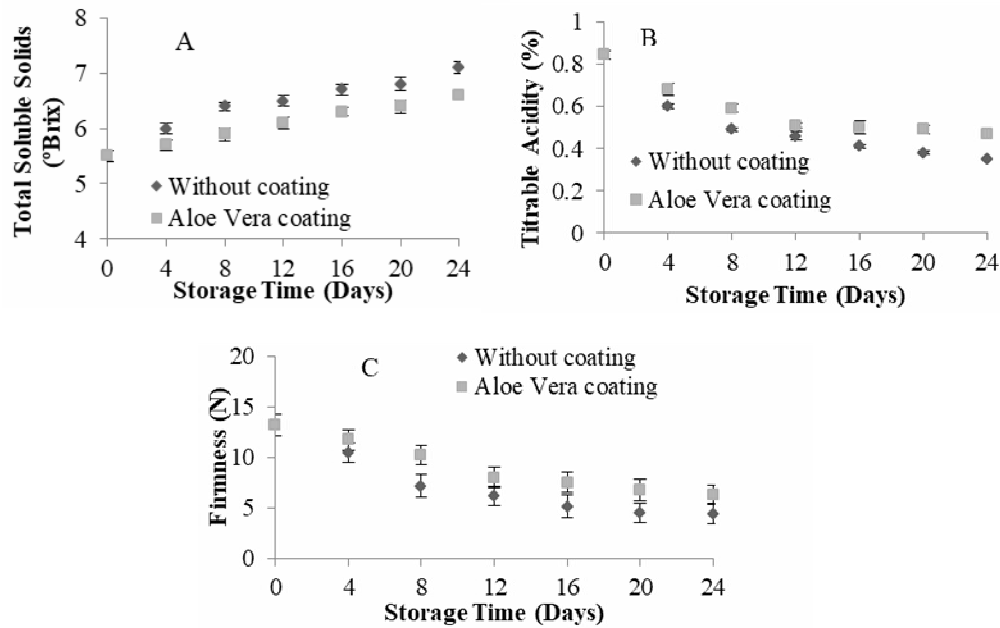 A
Total Soluble Solids
(°Brix)
8
7
6
5
4
Without coating
Aloe Vera coating
0 4 8 12 16 20 24
Storage Time (Days)
B
Titrable Acidity (%)
1
0.8
0.6
0.4
0.2
0
Without coating
Aloe Vera coating
0 4 8 12 16 20 24
Storage Time (Days)
C
Firmness (N)
20
15
10
5
0
Without coating
Aloe Vera coating
0 4 8 12 16 20 24
Storage Time (Days)